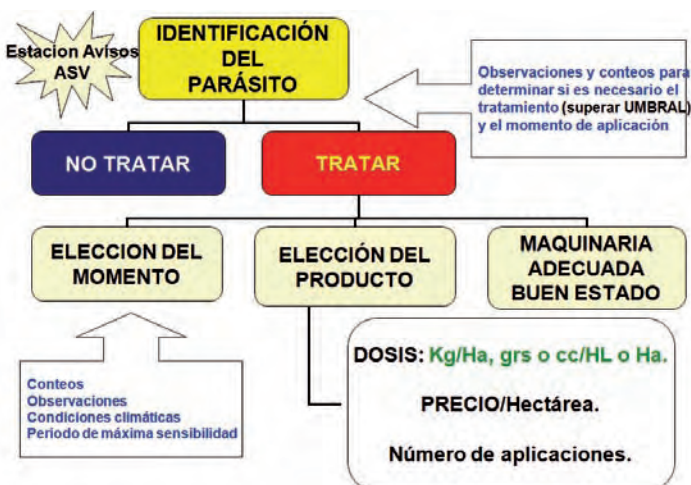 Estacion Avisos
ASV
IDENTIFICACIÓN
DEL
PARÁSITO
Observaciones y conteos para
determinar si es necesario el
tratamiento (superar UMBRAL)
y el momento de aplicación
NO TRATAR
TRATAR
ELECCION DEL
MOMENTO
ELECCIÓN DEL
PRODUCTO
MAQUINARIA
ADECUADA
BUEN ESTADO
Conteos
Observaciones
Condiciones climáticas
Periodo de máxima sensibilidad
DOSIS: Kg/Ha, grs o cc/HL o Ha.
PRECIO/Hectárea.
Número de aplicaciones.